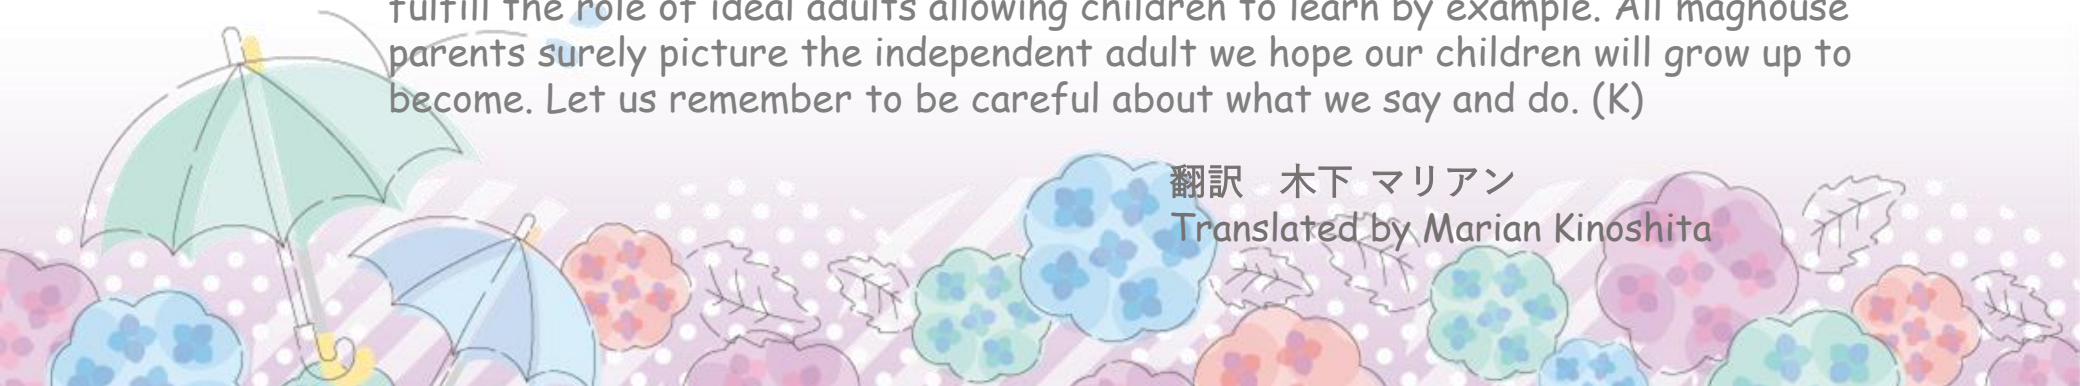 fulfill the role of ideal adults allowing children to learn by example. All maghouse
parents surely picture the independent adult we hope our children will grow up to
become. Let us remember to be careful about what we say and do. (K)
翻訳　木下 マリアン
Translated by Marian Kinoshita